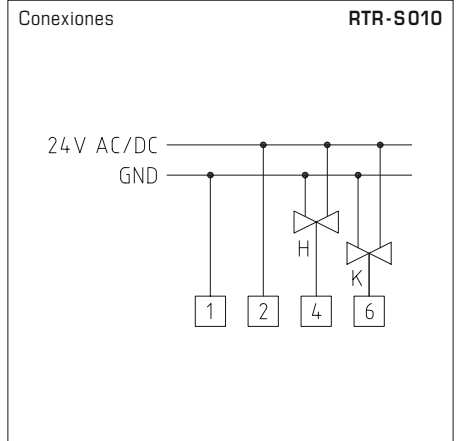 Conexiones RTR-S010
24V AC/DC
GND
H
K
1 2 4 6